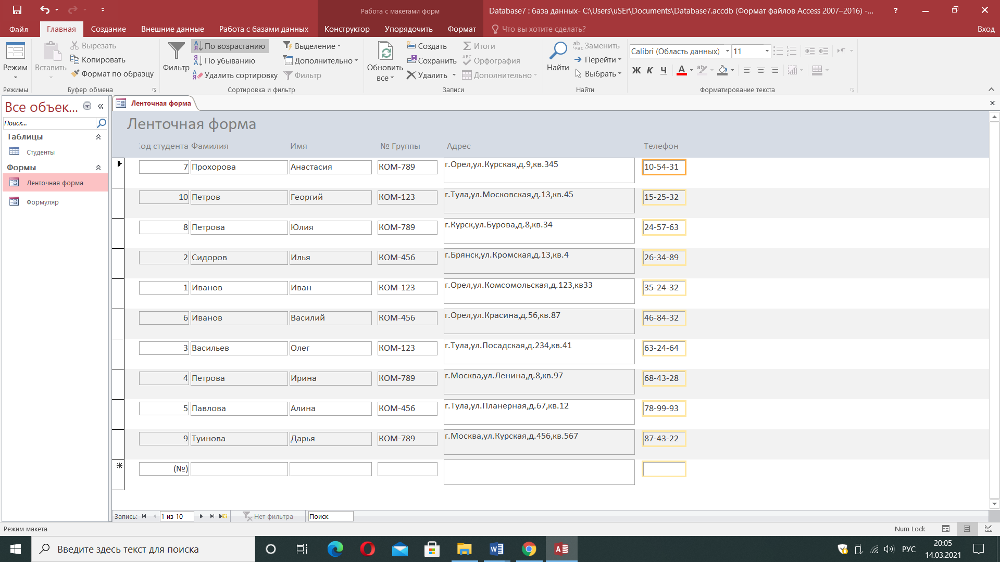 Работа с макетами форм
Database7 : база данных- C:\Users\uSEr\Documents\Database7.accdb (Формат файлов Access 2007–2016) -...
?
Файл Главная Создание Внешние данные Работа с базами данных Конструктор Упорядочить Формат Что вы хотите сделать? Вход
Режим
Режимы
Вставить
Вырезать
Копировать
Формат по образцу
Буфер обмена
Фильтр
По возрастанию
По убыванию
Удалить сортировку
Выделение
Дополнительно
Фильтр
Сортировка и фильтр
Обновить
все
Создать
Сохранить
Удалить
Итоги
Орфография
Дополнительно
Записи
Найти
Заменить
Перейти
Выбрать
Найти
Calibri (Область данных) 11
Ж К Ч А
Форматирование текста
Все объек...
Поиск...
Таблицы
Студенты
Формы
Ленточная форма
Формуляр
Ленточная форма
Ленточная форма
Код студента Фамилия Имя № Группы Адрес Телефон
7 Прохорова Анастасия КОМ-789 г.Орел,ул.Курская,д.9,кв.345 10-54-31
10 Петров Георгий КОМ-123 г.Тула,ул.Московская,д.13,кв.45 15-25-32
8 Петрова Юлия КОМ-789 г.Курск,ул.Бурова,д.8,кв.34 24-57-63
2 Сидоров Илья КОМ-456 г.Брянск,ул.Кромская,д.13,кв.4 26-34-89
1 Иванов Иван КОМ-123 г.Орел,ул.Комсомольская,д.123,кв33 35-24-32
6 Иванов Василий КОМ-456 г.Орел,ул.Красина,д.56,кв.87 46-84-32
3 Васильев Олег КОМ-123 г.Тула,ул.Посадская,д.234,кв.41 63-24-64
4 Петрова Ирина КОМ-789 г.Москва,ул.Ленина,д.8,кв.97 68-43-28
5 Павлова Алина КОМ-456 г.Тула,ул.Планерная,д.67,кв.12 78-99-93
9 Туинова Дарья КОМ-789 г.Москва,ул.Курская,д.456,кв.567 87-43-22
(№)
Запись: 1 из 10 Нет фильтра Поиск
Режим макета Num Lock
Введите здесь текст для поиска
РУС
20:05
14.03.2021